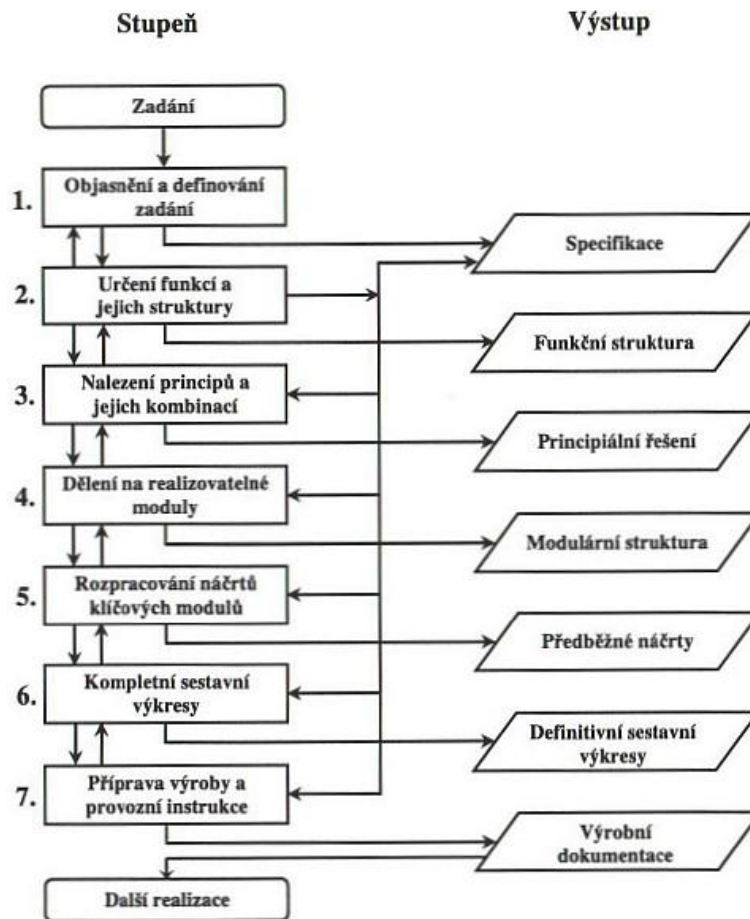 Stupeň
Výstup
Zadání
1.
Objasnění a definování
zadání
Specifikace
2.
Určení funkcí a
jejich struktury
Funkční struktura
3.
Nalezení principů a
jejich kombinací
Principiální řešení
4.
Dělení na realizovatelné
moduly
Modulární struktura
5.
Rozpracování náčrtů
klíčových modulů
Předběžné náčrty
6.
Kompletní sestavní
výkresy
Definitivní sestavní
výkresy
7.
Příprava výroby a
provozní instrukce
Výrobní
dokumentace
Další realizace